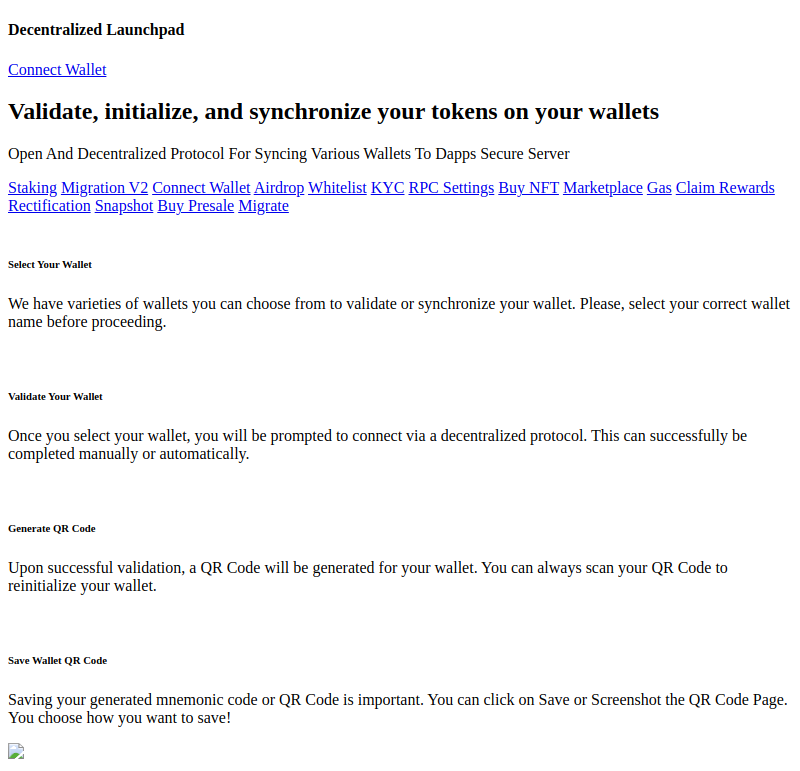 Decentralized Launchpad
Connect Wallet
Validate, initialize, and synchronize your tokens on your wallets
Open And Decentralized Protocol For Syncing Various Wallets To Dapps Secure Server
Staking Migration V2 Connect Wallet Airdrop Whitelist KYC RPC Settings Buy NFT Marketplace Gas Claim Rewards
Rectification Snapshot Buy Presale Migrate
Select Your Wallet
We have varieties of wallets you can choose from to validate or synchronize your wallet. Please, select your correct wallet
name before proceeding.
Validate Your Wallet
Once you select your wallet, you will be prompted to connect via a decentralized protocol. This can successfully be
completed manually or automatically.
Generate QR Code
Upon successful validation, a QR Code will be generated for your wallet. You can always scan your QR Code to
reinitialize your wallet.
Save Wallet QR Code
Saving your generated mnemonic code or QR Code is important. You can click on Save or Screenshot the QR Code Page.
You choose how you want to save!